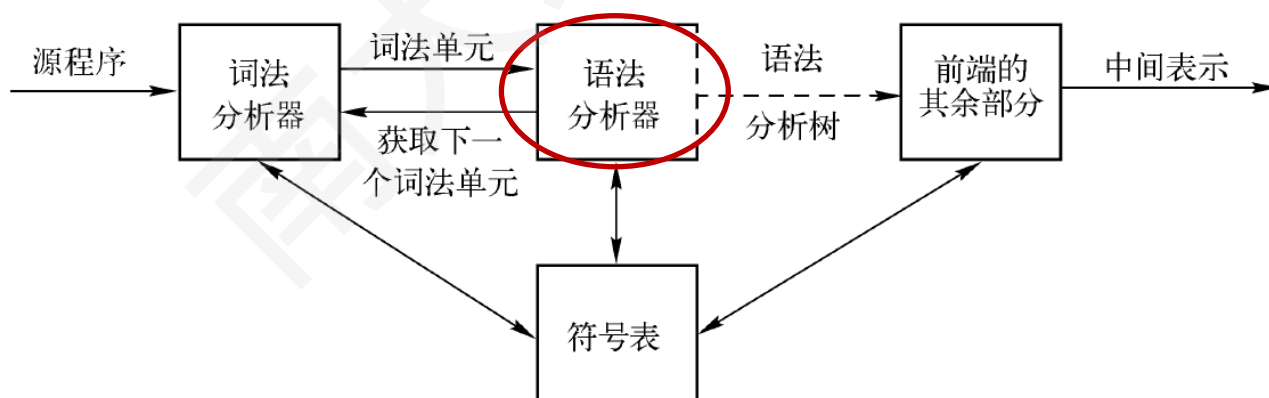 源程序
词法
分析器
词法单元
获取下一
个词法单元
语法
分析器
语法
分析树
前端的
其余部分
中间表示
符号表
南大